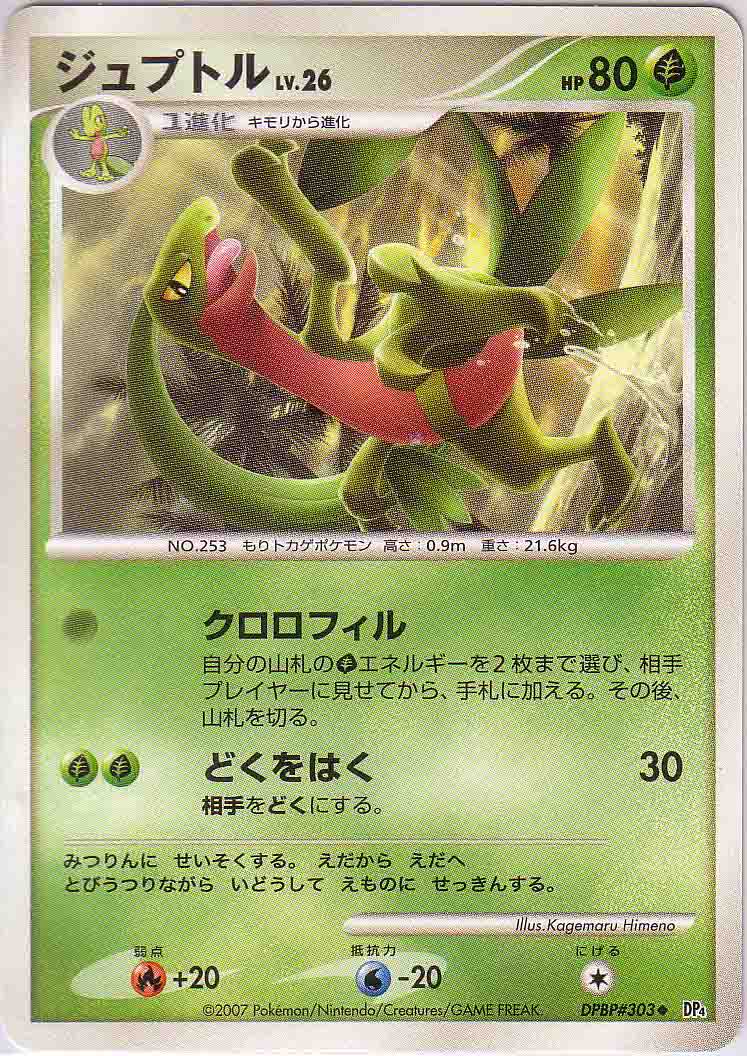 ジュプトル LV.26 HP 80
1進化 キモリから進化
NO.253 もりトカゲポケモン 高さ:0.9m 重さ:21.6kg
クロロフィル
自分の山札のエネルギーを2枚まで選び、相手
プレイヤーに見せてから、手札に加える。その後、
山札を切る。
どくをはく 30
相手をどくにする。
みつりんに せいそくする。 えだから えだへ
とびうつりながら いどうして えものに せっきんする。
Illus.Kagemaru Himeno
弱点 +20 抵抗力 -20 にげる
©2007 Pokémon/Nintendo/Creatures/GAME FREAK. DPBP#303◆ DP4